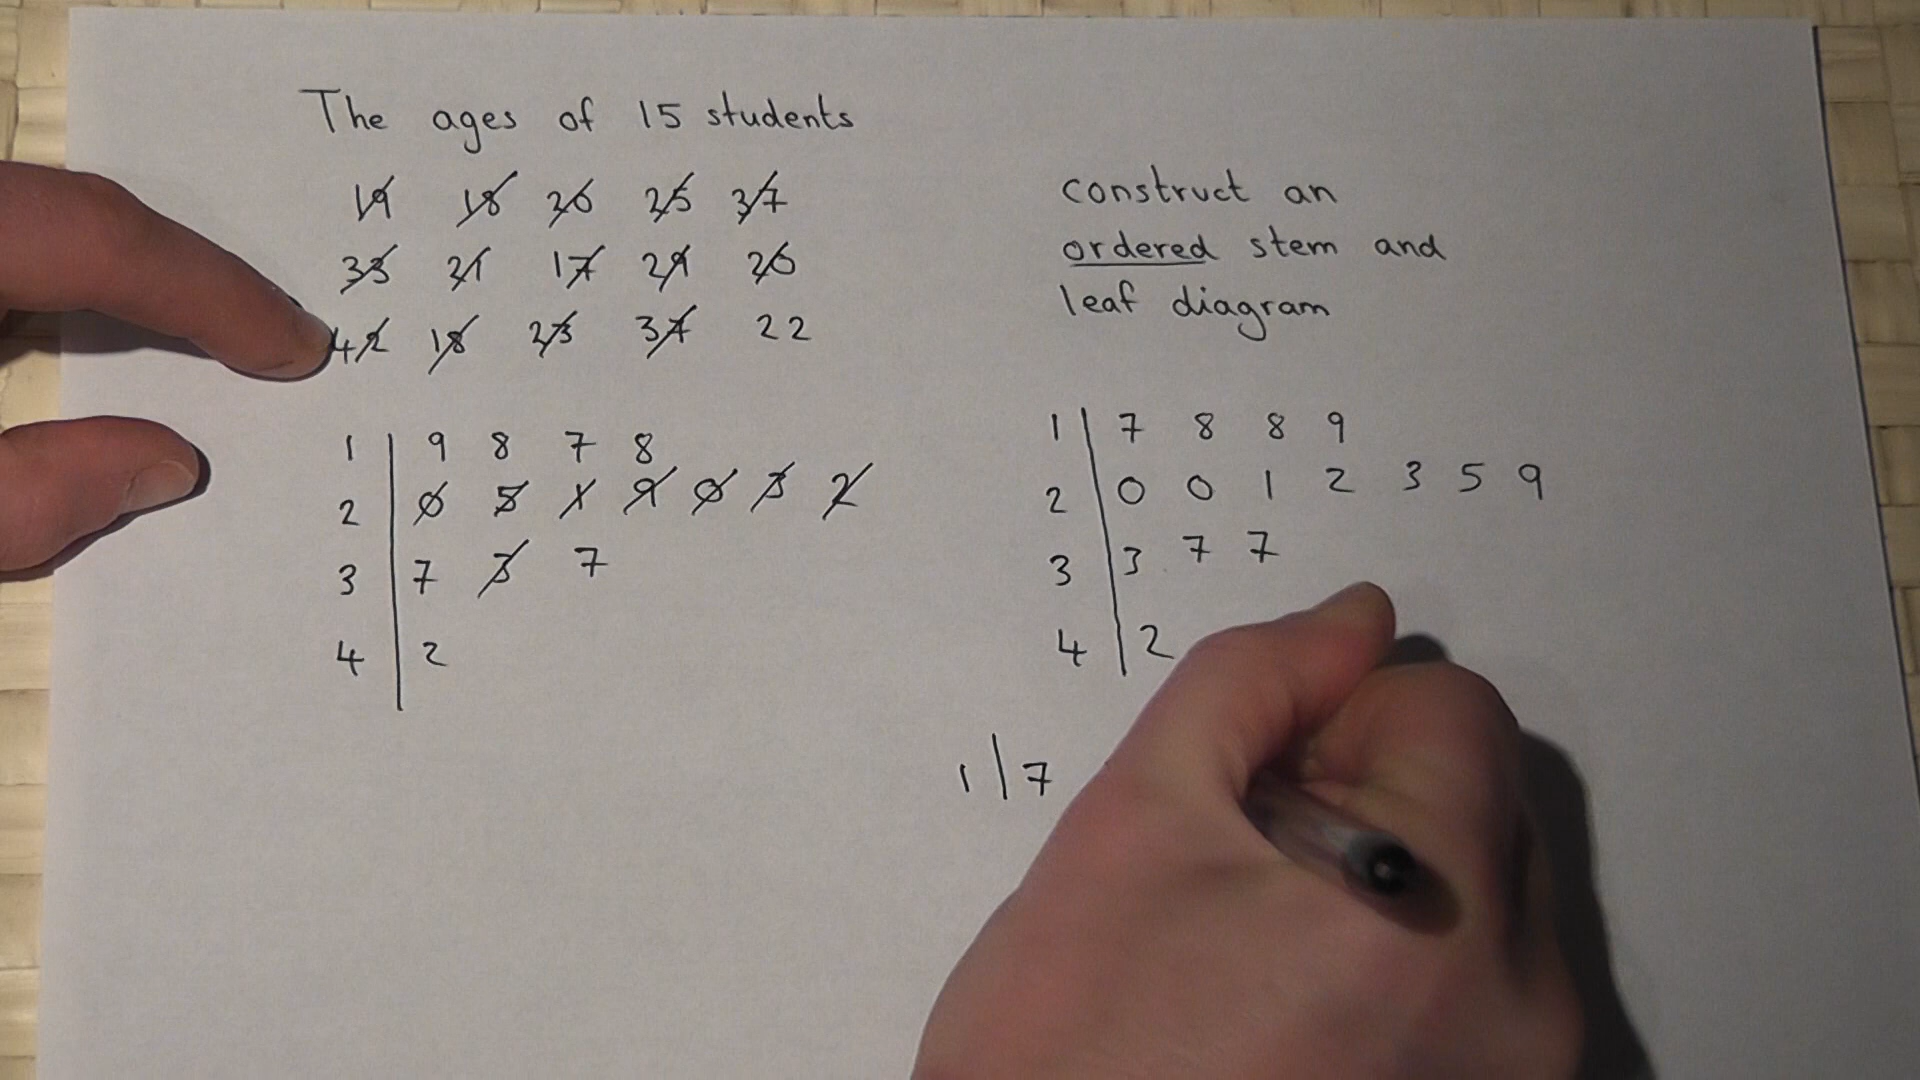 The ages of 15 students
19 18 20 25 37
33 21 17 29 20
42 18 23 37 22
construct an
ordered stem and
leaf diagram
1 | 9 8 7 8
2 | 0 5 1 9 0 3 2
3 | 7 3 7
4 | 2
1 | 7 8 8 9
2 | 0 0 1 2 3 5 9
3 | 3 7 7
4 | 2
1 | 7